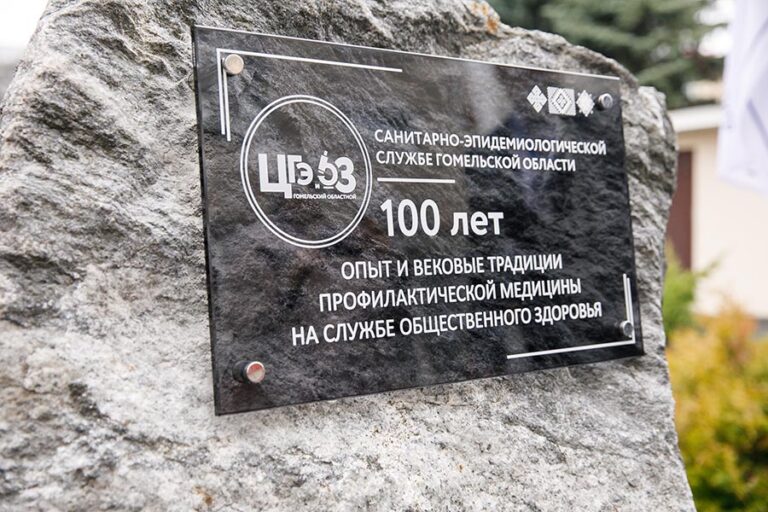 ЦГЭ и ОЗ
ГОМЕЛЬСКИЙ ОБЛАСТНОЙ
САНИТАРНО-ЭПИДЕМИОЛОГИЧЕСКОЙ
СЛУЖБЕ ГОМЕЛЬСКОЙ ОБЛАСТИ
100 лет
ОПЫТ И ВЕКОВЫЕ ТРАДИЦИИ
ПРОФИЛАКТИЧЕСКОЙ МЕДИЦИНЫ
НА СЛУЖБЕ ОБЩЕСТВЕННОГО ЗДОРОВЬЯ